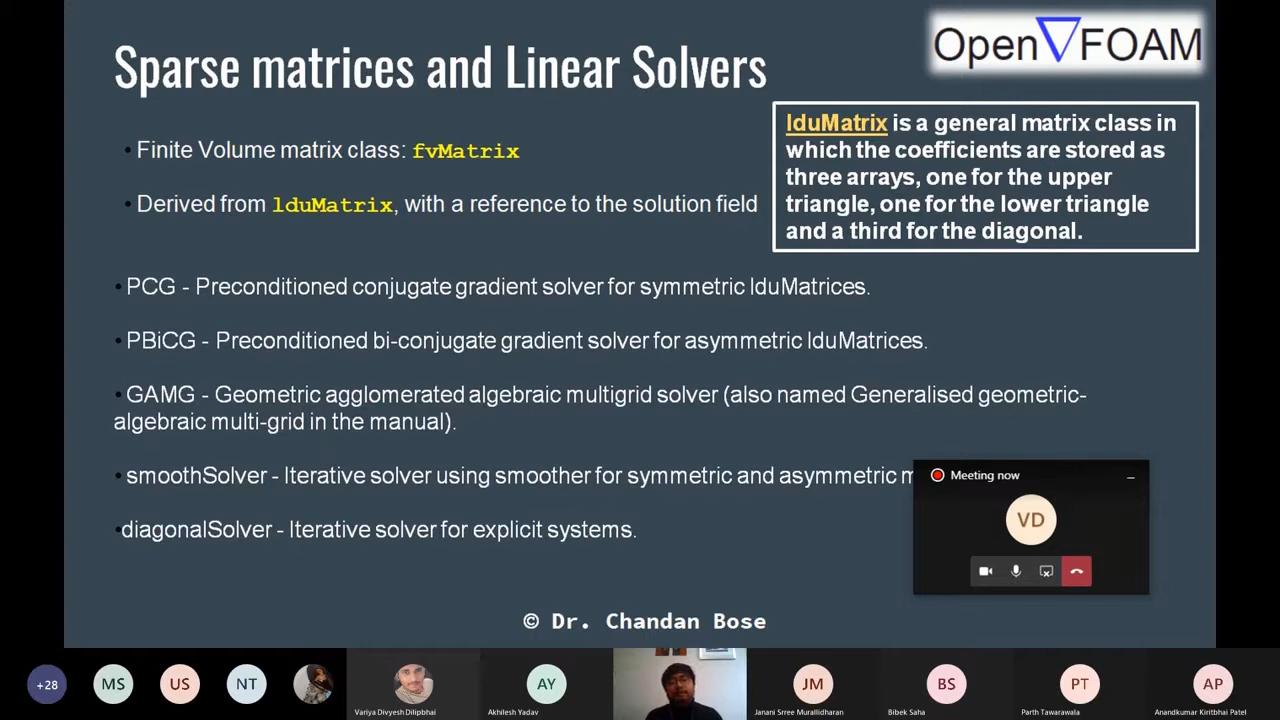 Sparse matrices and Linear Solvers
Open FOAM
• Finite Volume matrix class: fvMatrix
• Derived from lduMatrix, with a reference to the solution field
lduMatrix is a general matrix class in
which the coefficients are stored as
three arrays, one for the upper
triangle, one for the lower triangle
and a third for the diagonal.
• PCG - Preconditioned conjugate gradient solver for symmetric lduMatrices.
• PBiCG - Preconditioned bi-conjugate gradient solver for asymmetric lduMatrices.
• GAMG - Geometric agglomerated algebraic multigrid solver (also named Generalised geometric-
algebraic multi-grid in the manual).
• smoothSolver - Iterative solver using smoother for symmetric and asymmetric m
•diagonalSolver - Iterative solver for explicit systems.
Meeting now
VD
© Dr. Chandan Bose
+28
MS
US
NT
Variya Divyesh Dilipbhai
AY
Akhilesh Yadav
JM
Janani Srree Murallidharan
BS
Bibek Saha
PT
Parth Tawarawala
AP
Anandkumar Kiritbhai Patel